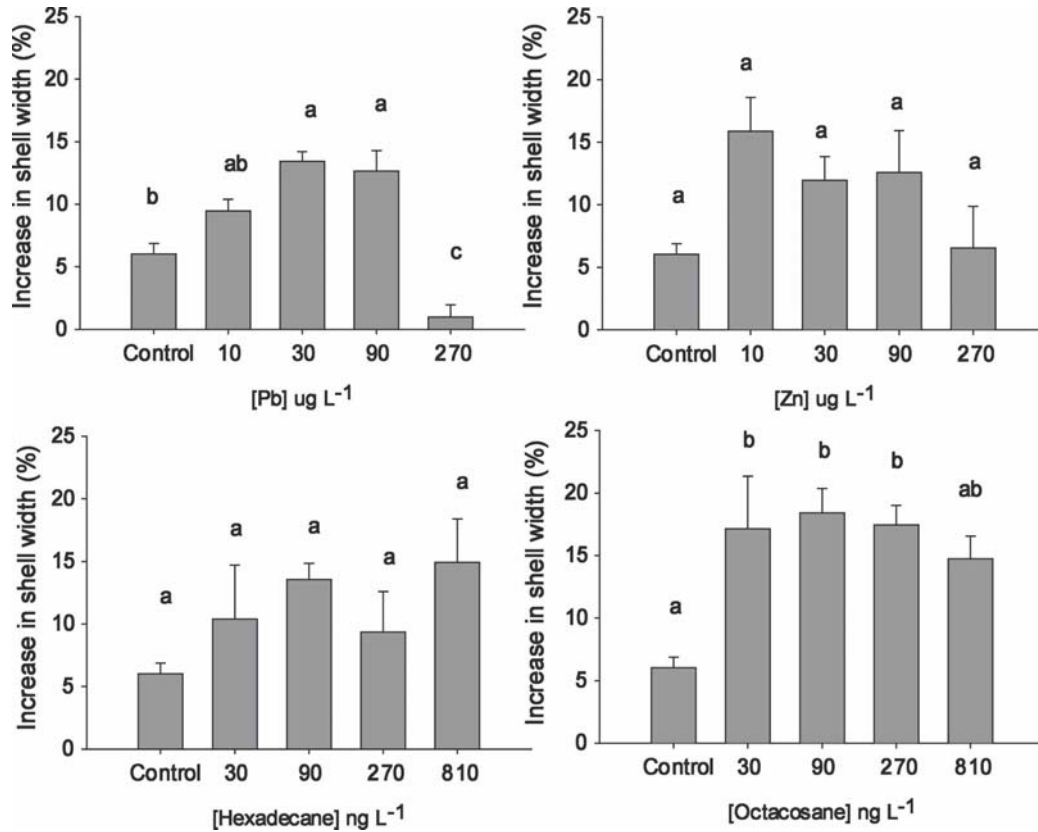 Increase in shell width (%)
25
20
15
10
5
0
b
ab
a
a
c
Control 10 30 90 270
[Pb] ug L-1
Increase in shell width (%)
25
20
15
10
5
0
a
a
a
a
a
Control 10 30 90 270
[Zn] ug L-1
Increase in shell width (%)
25
20
15
10
5
0
a
a
a
a
a
Control 30 90 270 810
[Hexadecane] ng L-1
Increase in shell width (%)
25
20
15
10
5
0
a
b
b
b
ab
Control 30 90 270 810
[Octacosane] ng L-1